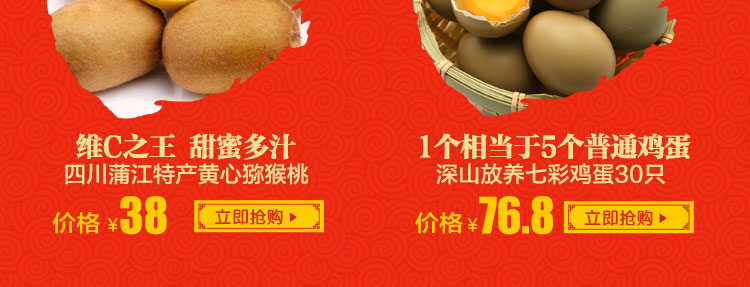 维C之王 甜蜜多汁
四川蒲江特产黄心猕猴桃
价格 ¥38 立即抢购
1个相当于5个普通鸡蛋
深山放养七彩鸡蛋30只
价格 ¥76.8 立即抢购